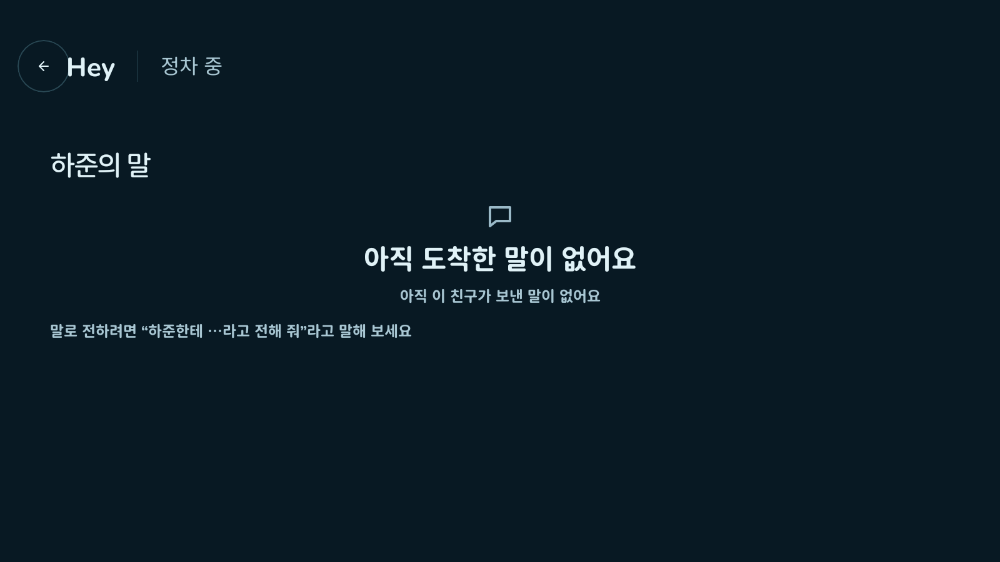 Hey
정차 중
하준의 말
아직 도착한 말이 없어요
아직 이 친구가 보낸 말이 없어요
말로 전하려면 “하준한테 …라고 전해 줘”라고 말해 보세요